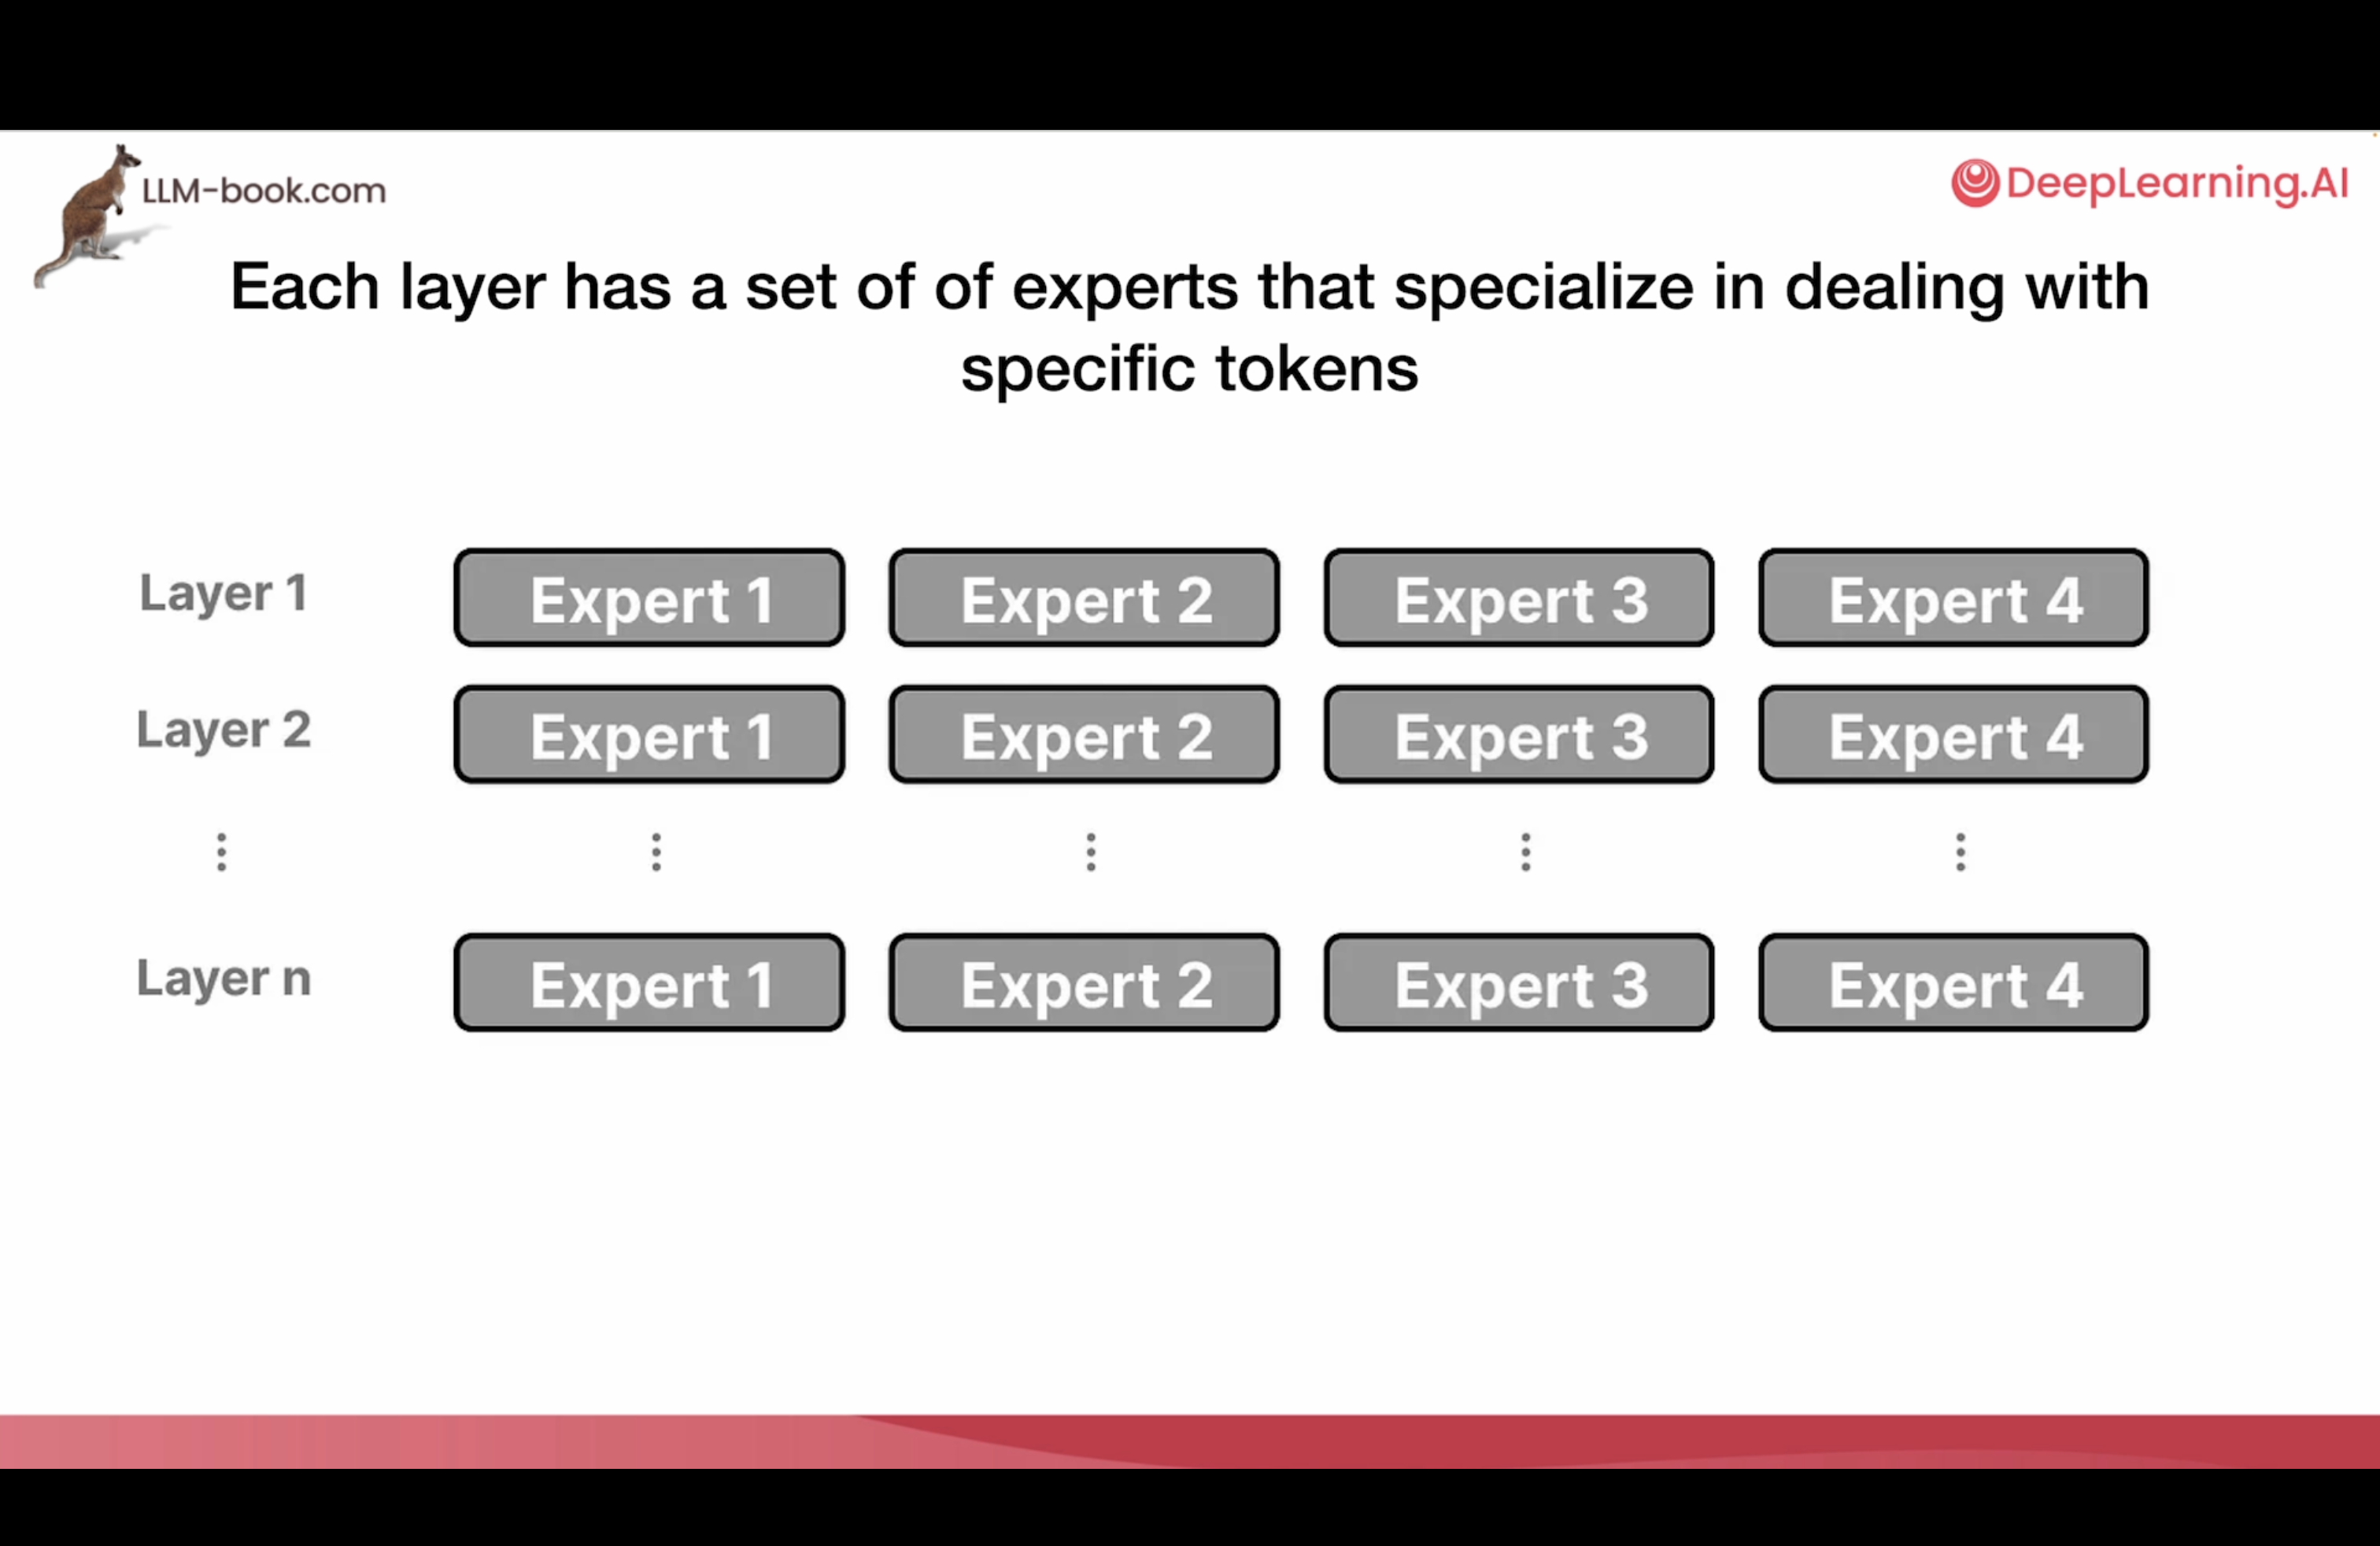 LLM-book.com
DeepLearning.AI
Each layer has a set of of experts that specialize in dealing with
specific tokens
Layer 1 Expert 1 Expert 2 Expert 3 Expert 4
Layer 2 Expert 1 Expert 2 Expert 3 Expert 4
Layer n Expert 1 Expert 2 Expert 3 Expert 4